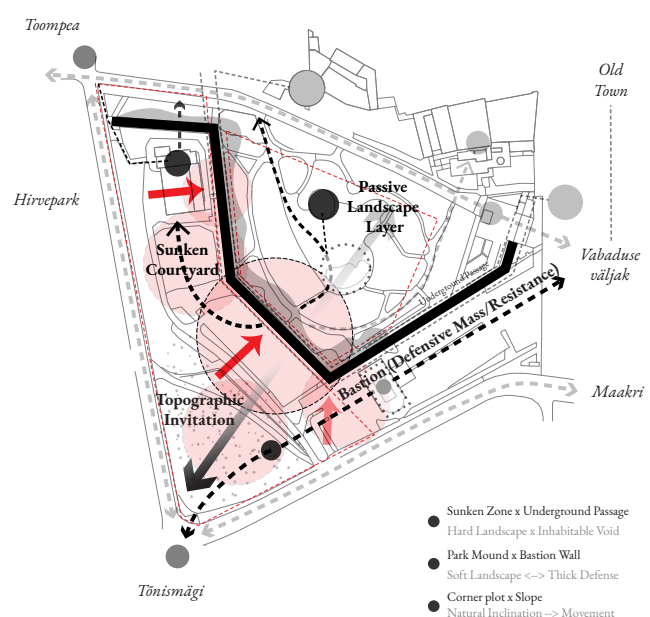 Toompea
Old
Town
Hirvepark
Passive
Landscape
Layer
Sunken
Courtyard
Vabaduse
väljak
Underground Passage
Bastion (Defensive Mass/Resistance)
Maakri
Topographic
Invitation
Tõnismägi
Sunken Zone x Underground Passage
Hard Landscape x Inhabitable Void
Park Mound x Bastion Wall
Soft Landscape <--> Thick Defense
Corner plot x Slope
Natural Inclination --> Movement